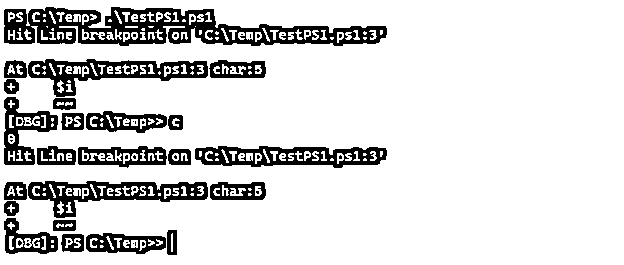 PS C:\Temp> .\TestPS1.ps1
Hit Line breakpoint on 'C:\Temp\TestPS1.ps1:3'
At C:\Temp\TestPS1.ps1:3 char:5
+     $i
+     ~~
[DBG]: PS C:\Temp>> c
0
Hit Line breakpoint on 'C:\Temp\TestPS1.ps1:3'
At C:\Temp\TestPS1.ps1:3 char:5
+     $i
+     ~~
[DBG]: PS C:\Temp>>